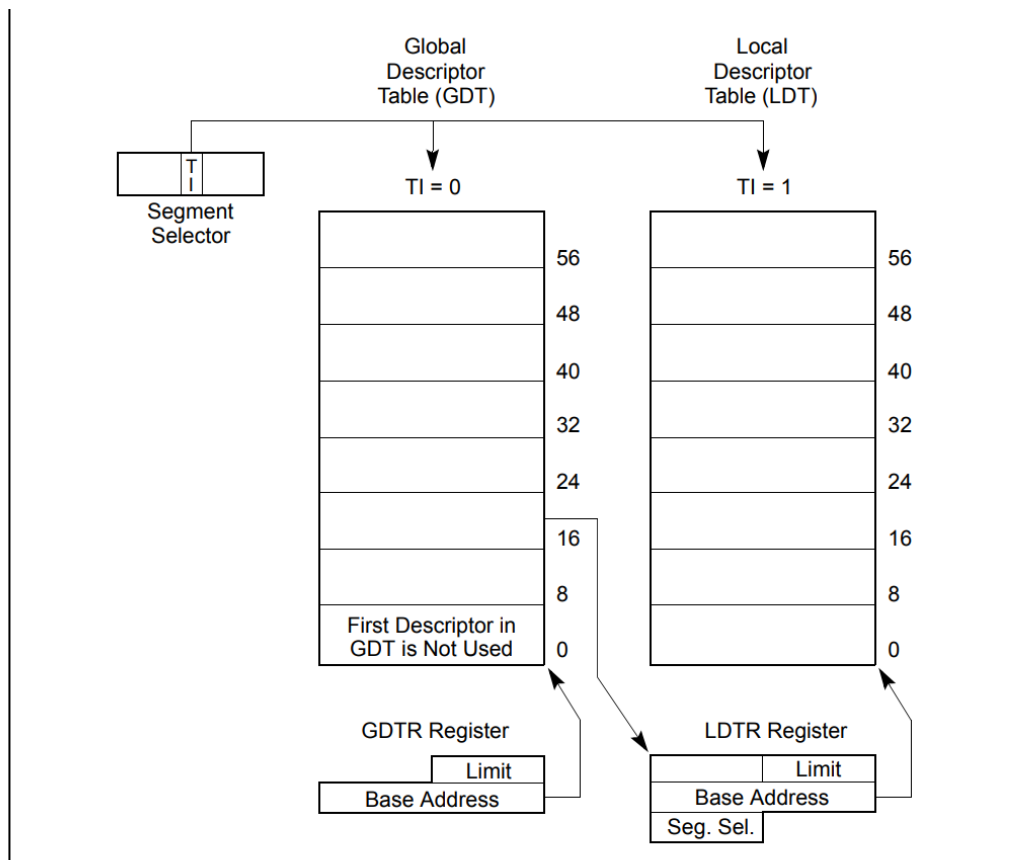 Global
Descriptor
Table (GDT)
Local
Descriptor
Table (LDT)
T
I
Segment
Selector
TI = 0
TI = 1
56
48
40
32
24
16
8
First Descriptor in
GDT is Not Used
0
56
48
40
32
24
16
8
0
GDTR Register
Limit
Base Address
LDTR Register
Limit
Base Address
Seg. Sel.